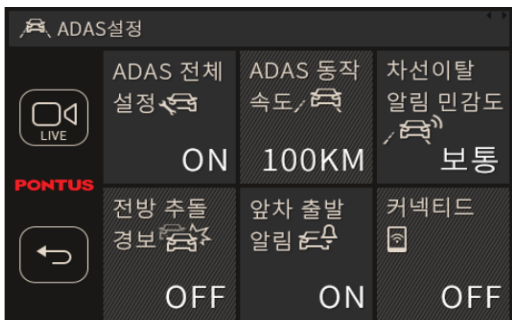 ADAS설정
ADAS 전체
설정
ON
ADAS 동작
속도
100KM
차선이탈
알림 민감도
보통
LIVE
PONTUS
전방 추돌
경보
OFF
앞차 출발
알림
ON
커넥티드
OFF